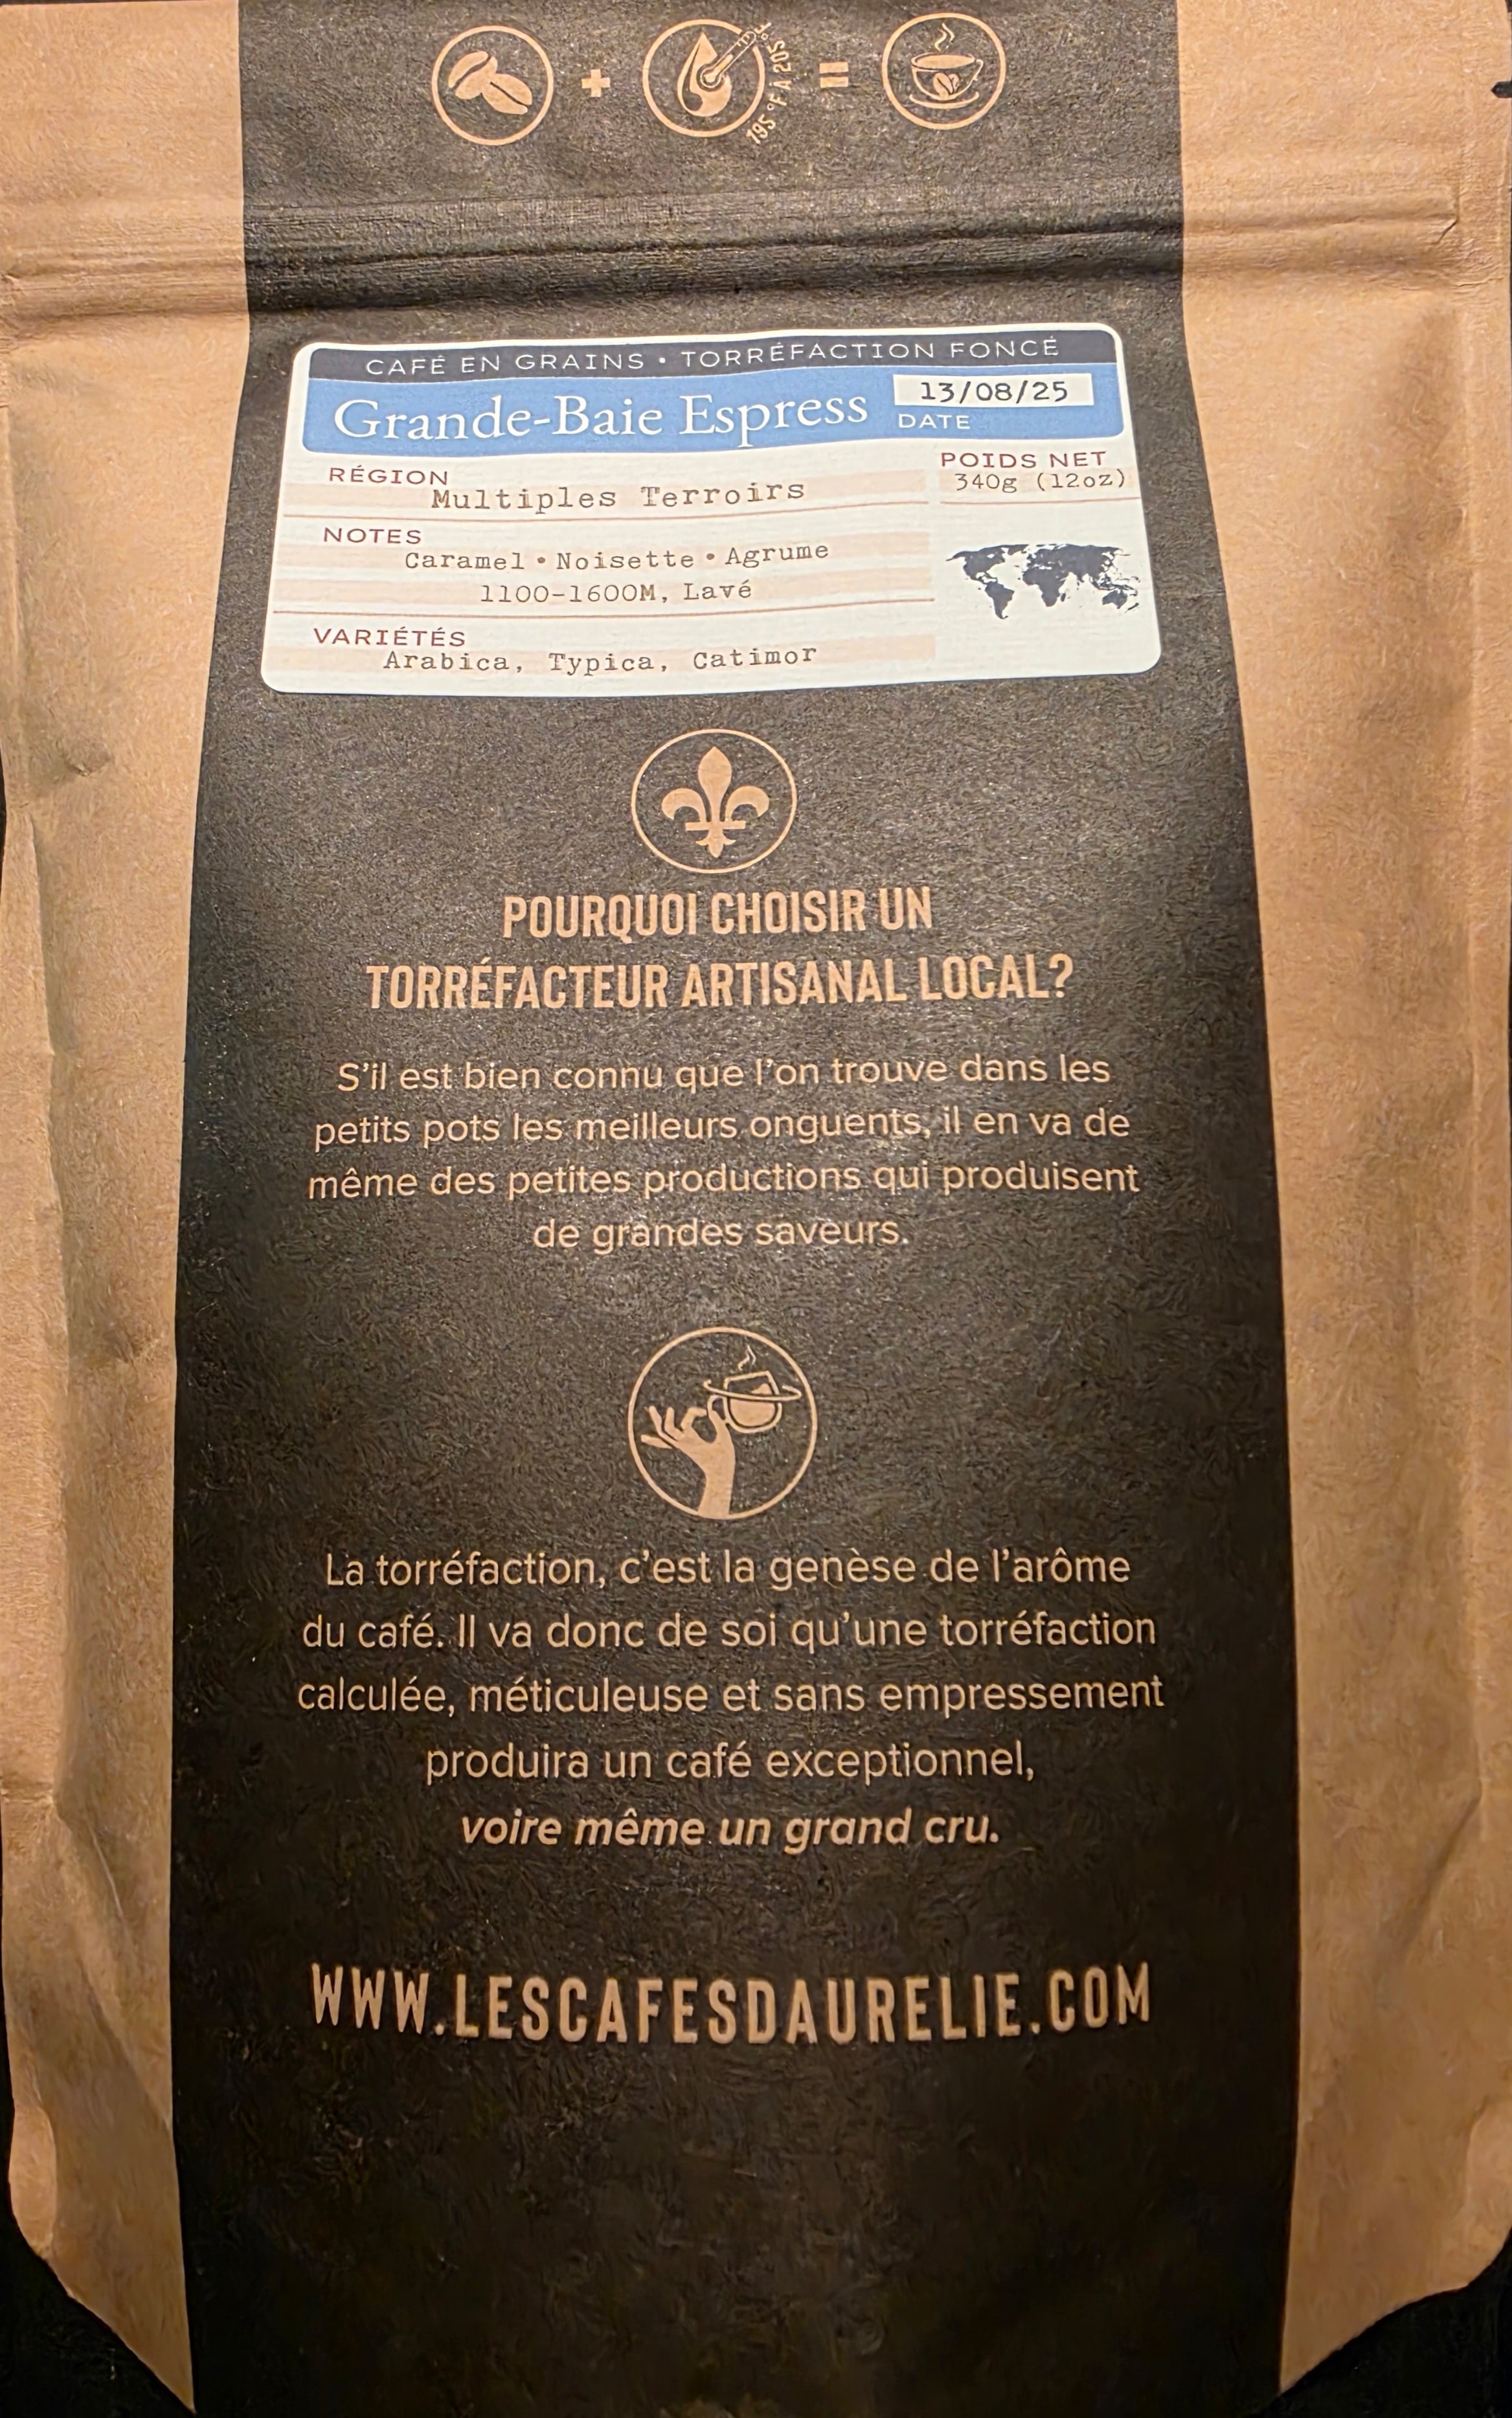 195 °F À 205 °F
CAFÉ EN GRAINS • TORRÉFACTION FONCÉ
Grande-Baie Espress
13/08/25
DATE
RÉGION
Multiples Terroirs
POIDS NET
340g (12oz)
NOTES
Caramel • Noisette • Agrume
1100-1600M, Lavé
VARIÉTÉS
Arabica, Typica, Catimor
POURQUOI CHOISIR UN
TORRÉFACTEUR ARTISANAL LOCAL?
S'il est bien connu que l'on trouve dans les
petits pots les meilleurs onguents, il en va de
même des petites productions qui produisent
de grandes saveurs.
La torréfaction, c'est la genèse de l'arôme
du café. Il va donc de soi qu'une torréfaction
calculée, méticuleuse et sans empressement
produira un café exceptionnel,
voire même un grand cru.
WWW.LESCAFESDAURELIE.COM